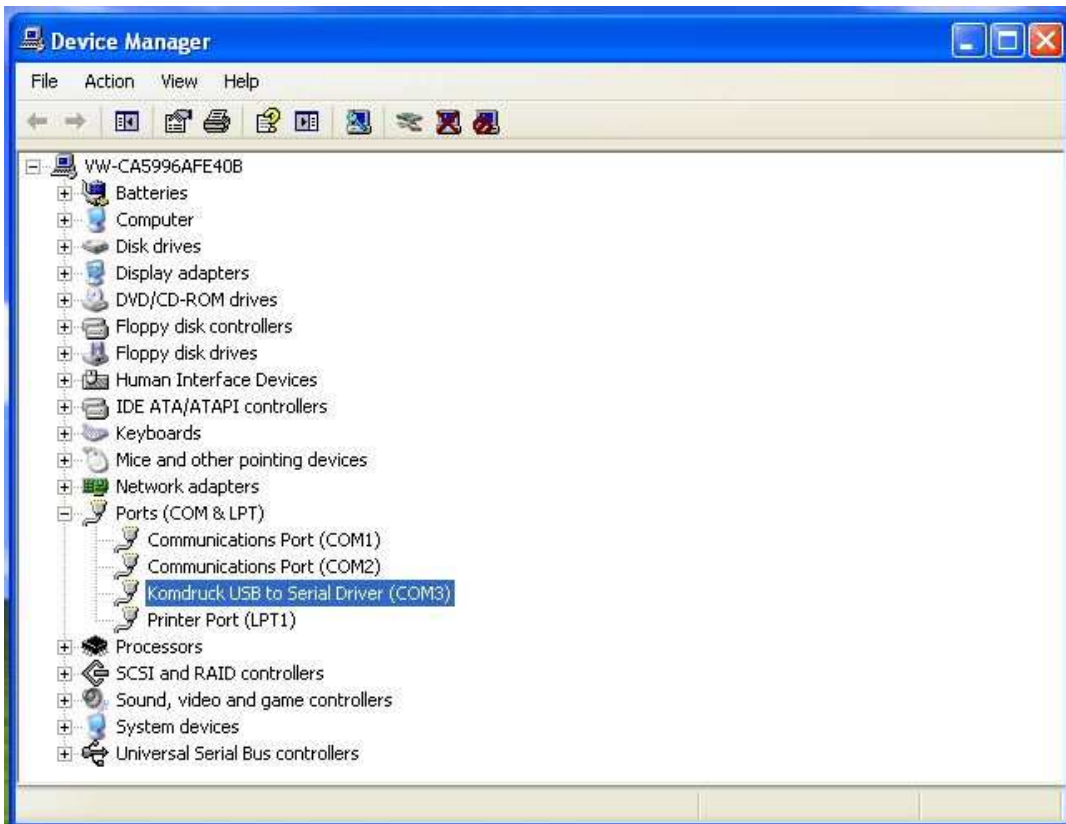 Device Manager
File Action View Help
VW-CA5996AFE40B
Batteries
Computer
Disk drives
Display adapters
DVD/CD-ROM drives
Floppy disk controllers
Floppy disk drives
Human Interface Devices
IDE ATA/ATAPI controllers
Keyboards
Mice and other pointing devices
Network adapters
Ports (COM & LPT)
Communications Port (COM1)
Communications Port (COM2)
Komdruck USB to Serial Driver (COM3)
Printer Port (LPT1)
Processors
SCSI and RAID controllers
Sound, video and game controllers
System devices
Universal Serial Bus controllers